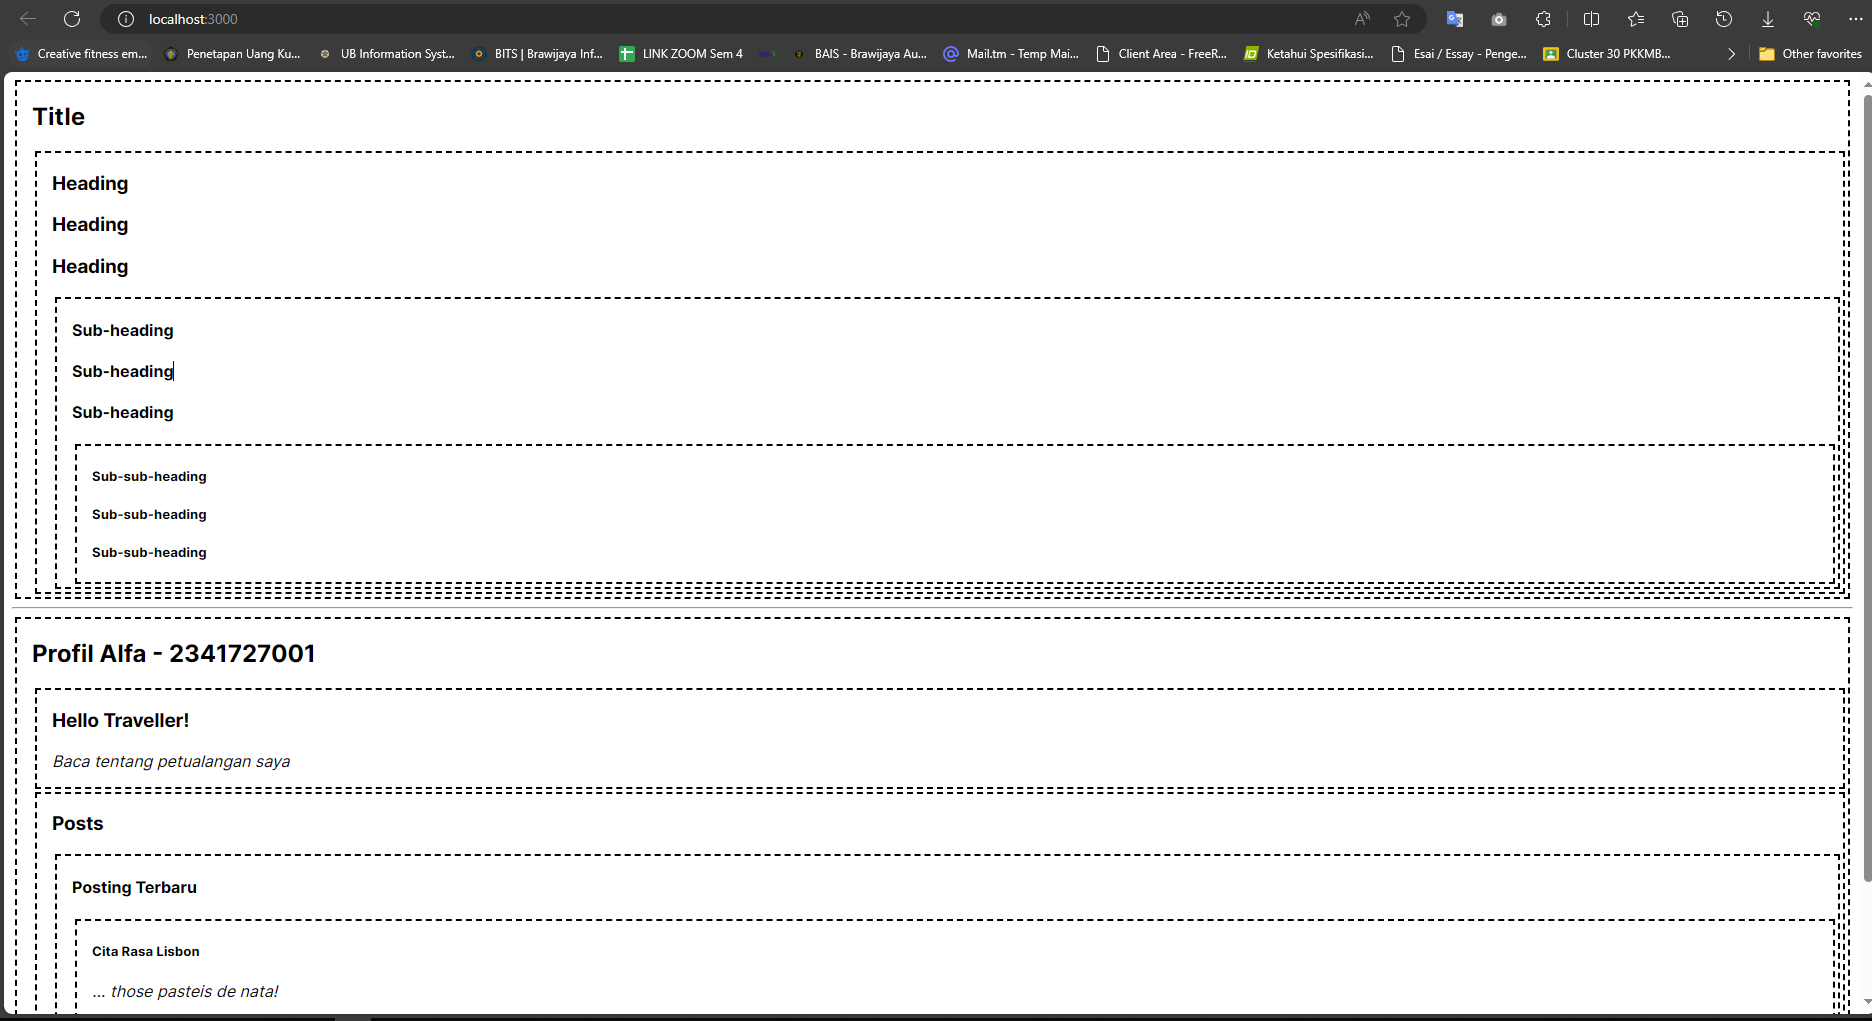 localhost:3000
Creative fitness em...
Penetapan Uang Ku...
UB Information Syst...
BITS | Brawijaya Inf...
LINK ZOOM Sem 4
BAIS - Brawijaya Au...
Mail.tm - Temp Mai...
Client Area - FreeR...
Ketahui Spesifikasi...
Esai / Essay - Penge...
Cluster 30 PKKMB...
Other favorites
Title
Heading
Heading
Heading
Sub-heading
Sub-heading
Sub-heading
Sub-sub-heading
Sub-sub-heading
Sub-sub-heading
Profil Alfa - 2341727001
Hello Traveller!
Baca tentang petualangan saya
Posts
Posting Terbaru
Cita Rasa Lisbon
... those pasteis de nata!